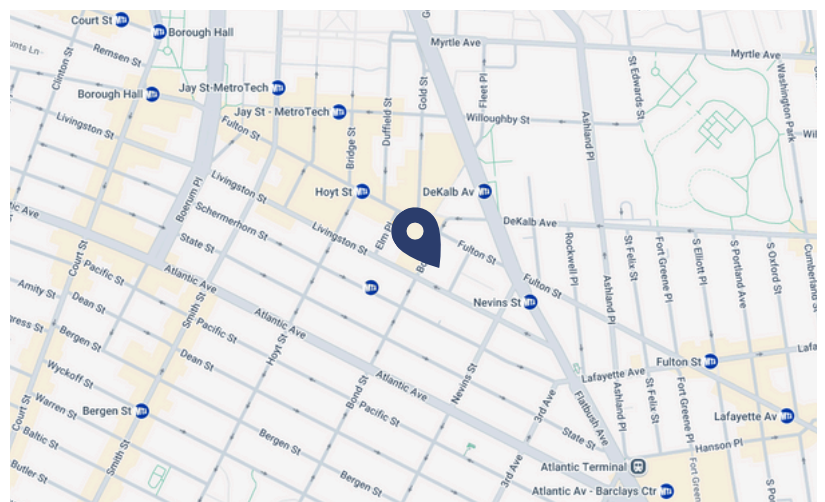 Court St
Borough Hall
Myrtle Ave
Myrtle Ave
Remsen St
Clinton St
Jay St-MetroTech
Borough Hall
Jay St - MetroTech
Gold St
Fleet Pl
St Edwards St
Washington Park
Duffield St
Bridge St
Fulton St
Willoughby St
Ashland Pl
Livingston St
Boerum Pl
Livingston St
Hoyt St
DeKalb Av
DeKalb Ave
Schermerhorn St
State St
Elm Pl
Livingston St
Fulton St
Court St
Pacific St
Atlantic Ave
Amity St
Dean St
Smith St
Bergen St
Pacific St
Atlantic Ave
Hoyt St
Dean St
Nevins St
Fulton St
Rockwell Pl
Ashland Pl
St Felix St
Fort Greene Pl
S Elliott Pl
S Portland Ave
S Oxford St
Cumberland St
Wyckoff St
Warren St
Bergen St
Baltic St
Butler St
Court St
Smith St
Atlantic Ave
Bond St
Pacific St
Nevins St
Bergen St
Bergen St
3rd Ave
3rd Ave
State St
Flatbush Ave
Lafayette Ave
Fulton St
Ashland Pl
St Felix St
Fort Greene Pl
Lafayette Av
Hanson Pl
Atlantic Terminal
Atlantic Av - Barclays Ctr